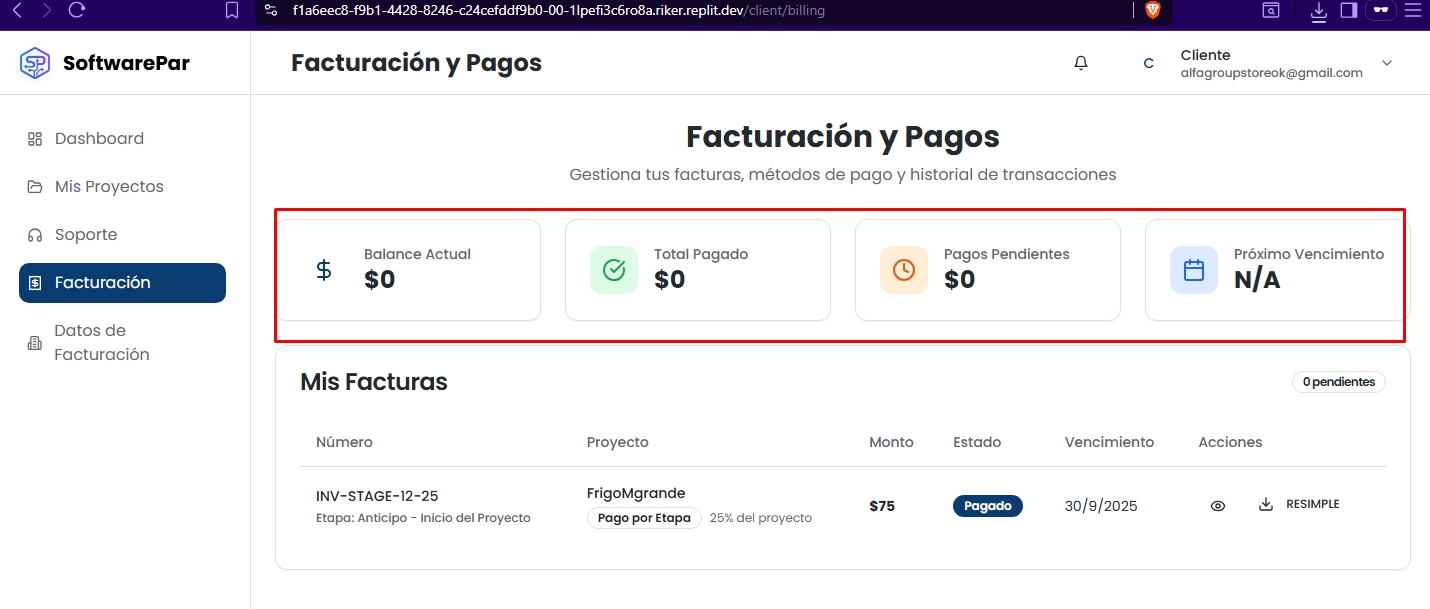 f1a6eec8-f9b1-4428-8246-c24cefddf9b0-00-1lpefi3c6ro8a.riker.replit.dev/client/billing
SoftwarePar
Facturación y Pagos
C
Cliente
alfagroupstoreok@gmail.com
Dashboard
Mis Proyectos
Soporte
Facturación
Datos de
Facturación
Facturación y Pagos
Gestiona tus facturas, métodos de pago y historial de transacciones
Balance Actual
$0
Total Pagado
$0
Pagos Pendientes
$0
Próximo Vencimiento
N/A
Mis Facturas
0 pendientes
Número Proyecto Monto Estado Vencimiento Acciones
INV-STAGE-12-25
Etapa: Anticipo - Inicio del Proyecto
FrigoMgrande
Pago por Etapa 25% del proyecto
$75
Pagado
30/9/2025
RESIMPLE